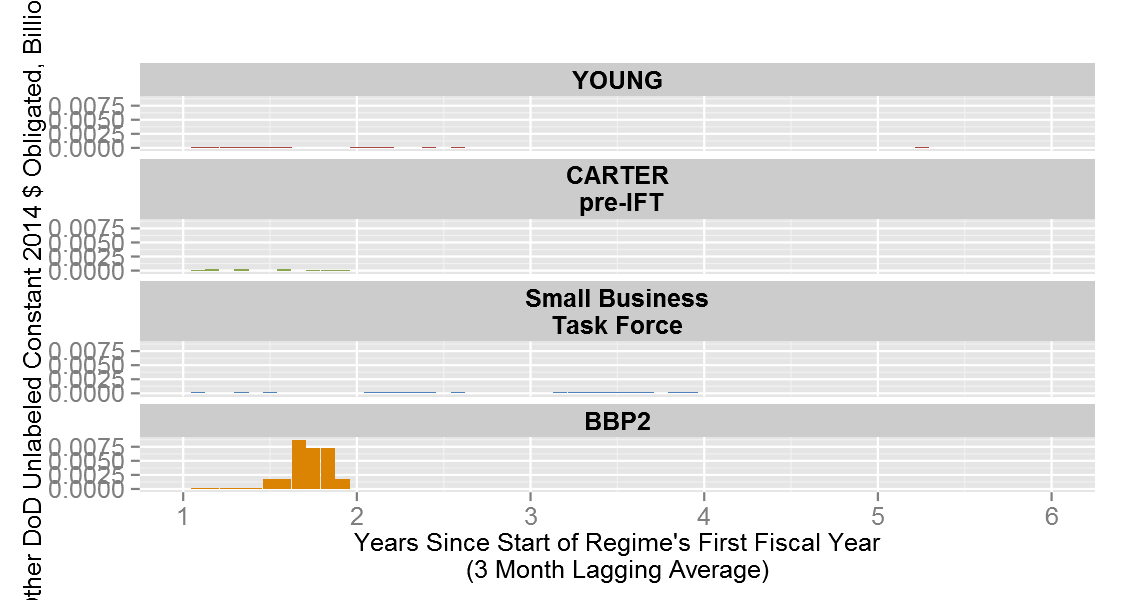 Other DoD Unlabeled Constant 2014 $ Obligated, Billio
YOUNG
0.0075
0.0050
0.0025
0.0000
CARTER
pre-IFT
0.0075
0.0050
0.0025
0.0000
Small Business
Task Force
0.0075
0.0050
0.0025
0.0000
BBP2
0.0075
0.0050
0.0025
0.0000
1 2 3 4 5 6
Years Since Start of Regime's First Fiscal Year
(3 Month Lagging Average)